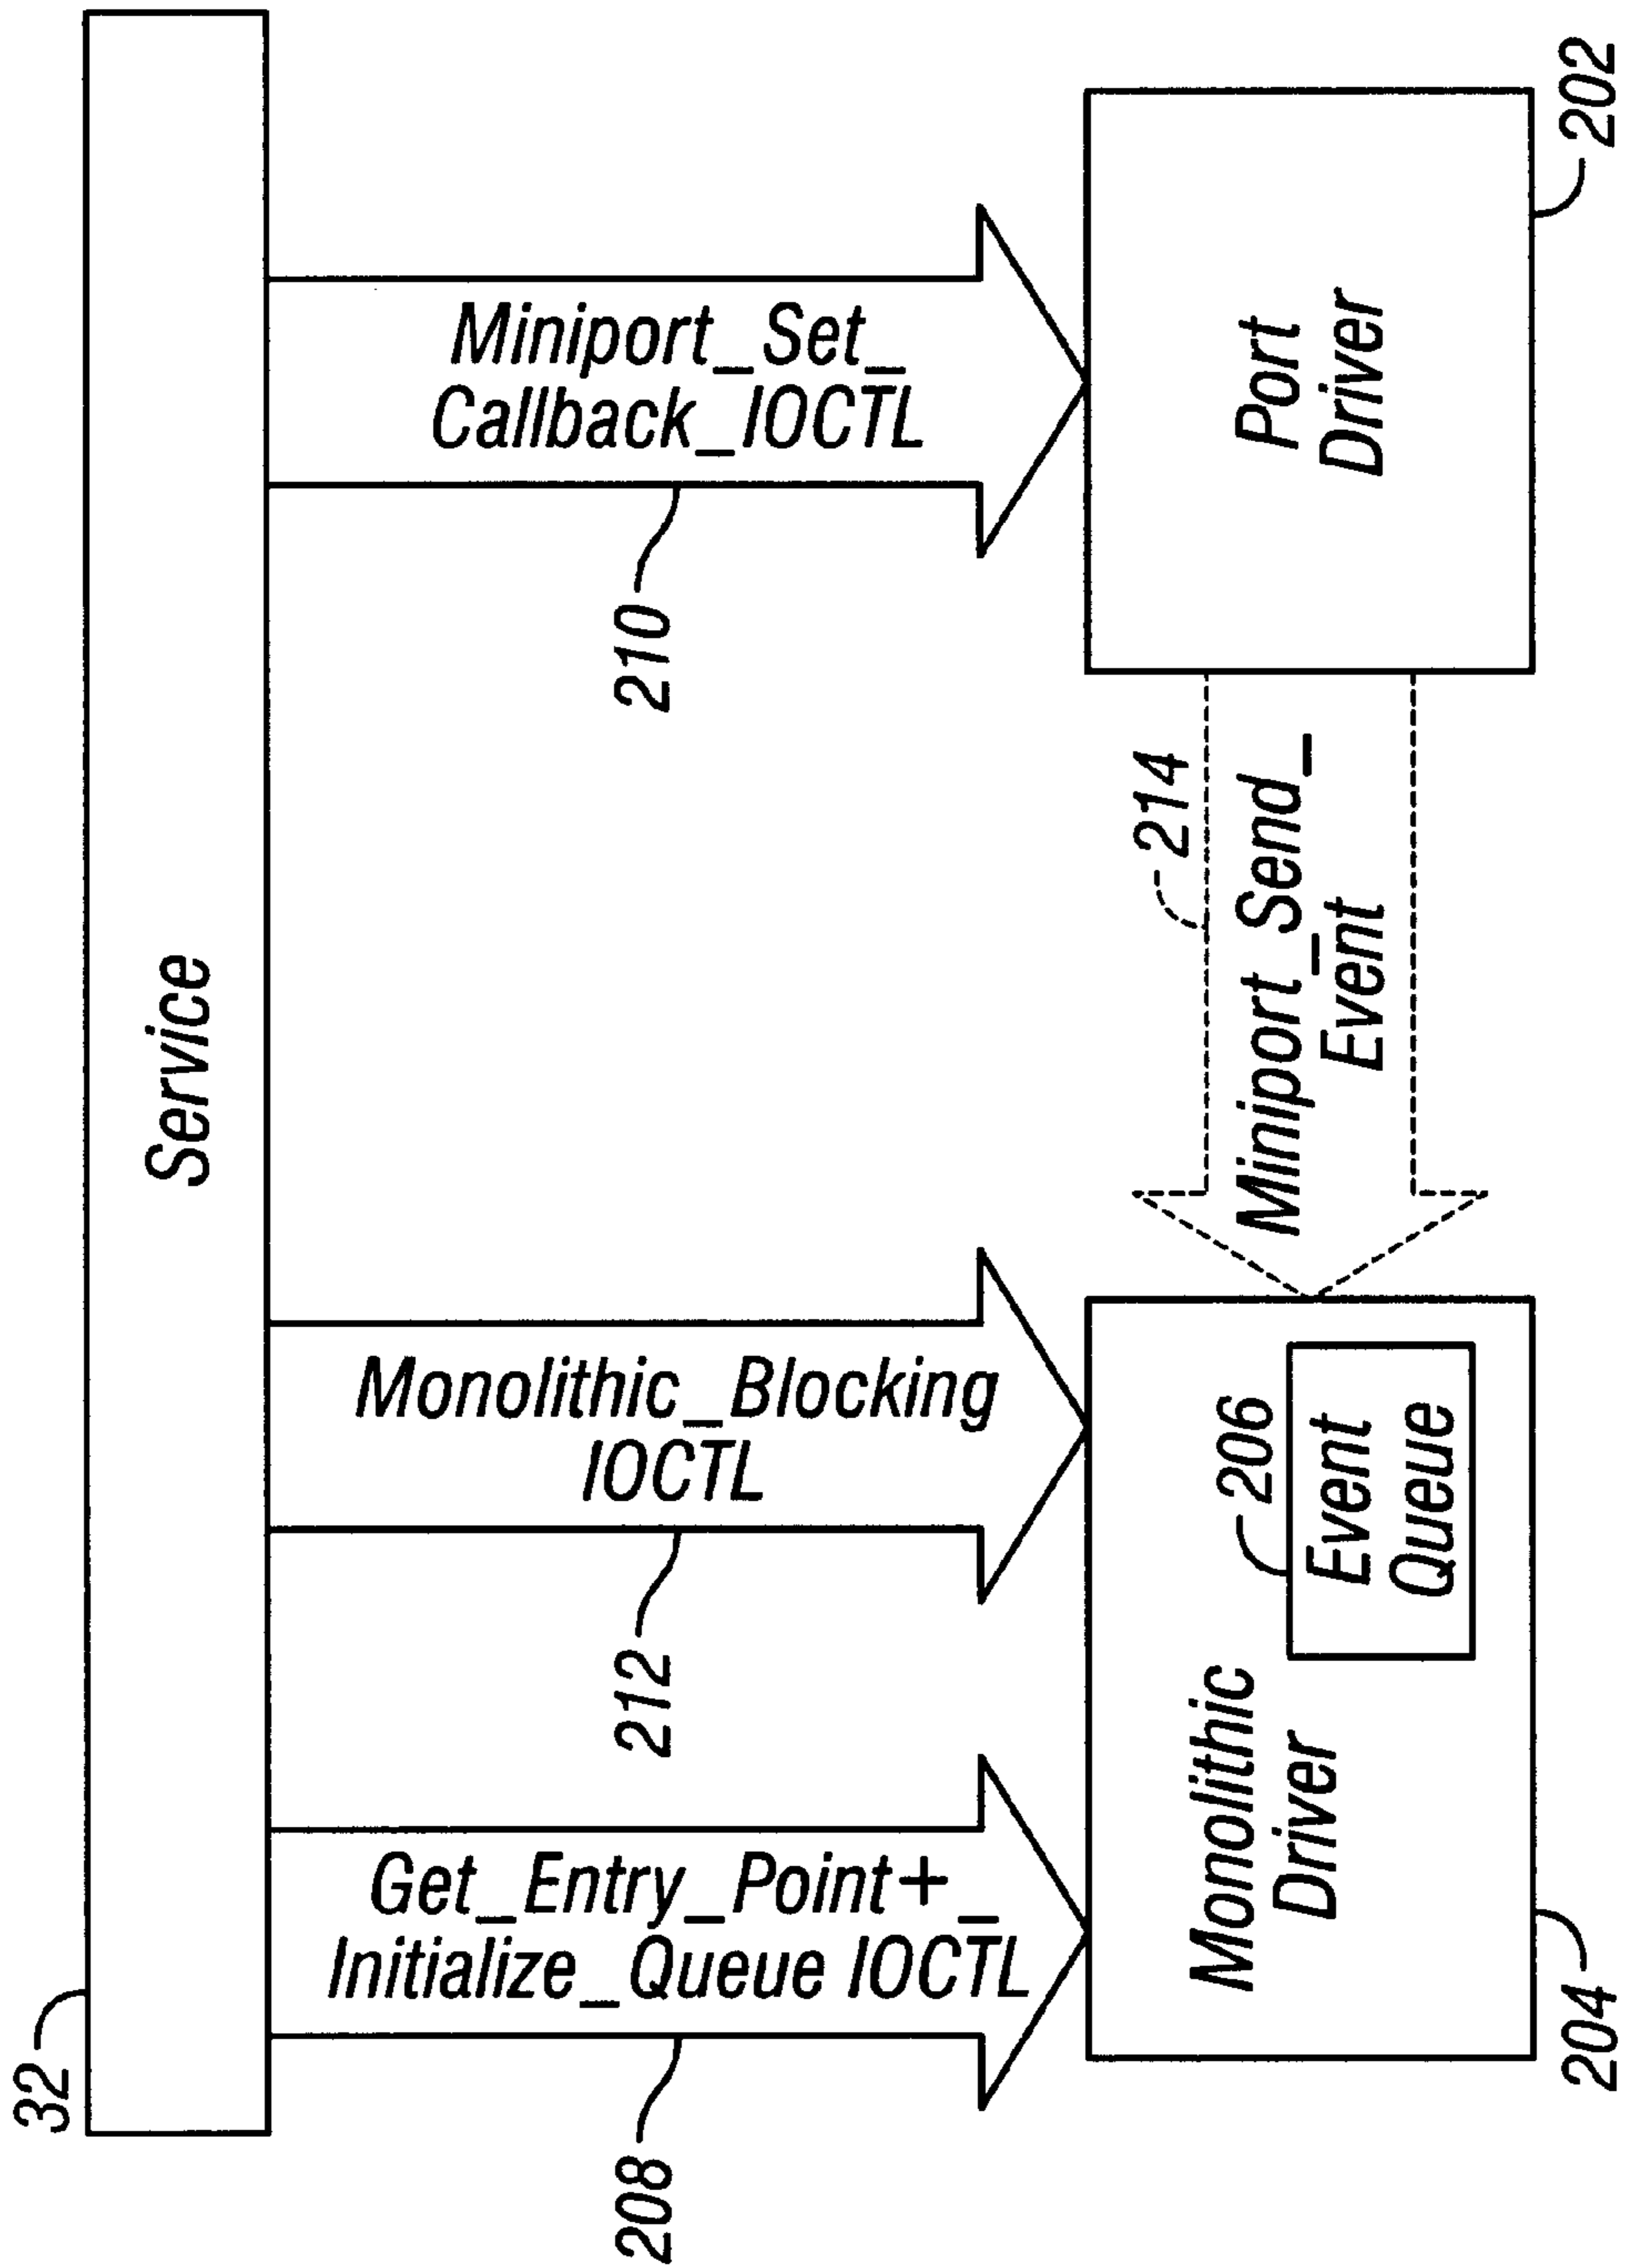 32
Service
208
Get_Entry_Point+_
Initialize_Queue IOCTL
212
Monolithic_Blocking
IOCTL
210
Miniport_Set_
Callback_IOCTL
Monolithic
Driver
206
Event
Queue
204
214
Miniport_Send_
Event
Port
Driver
202